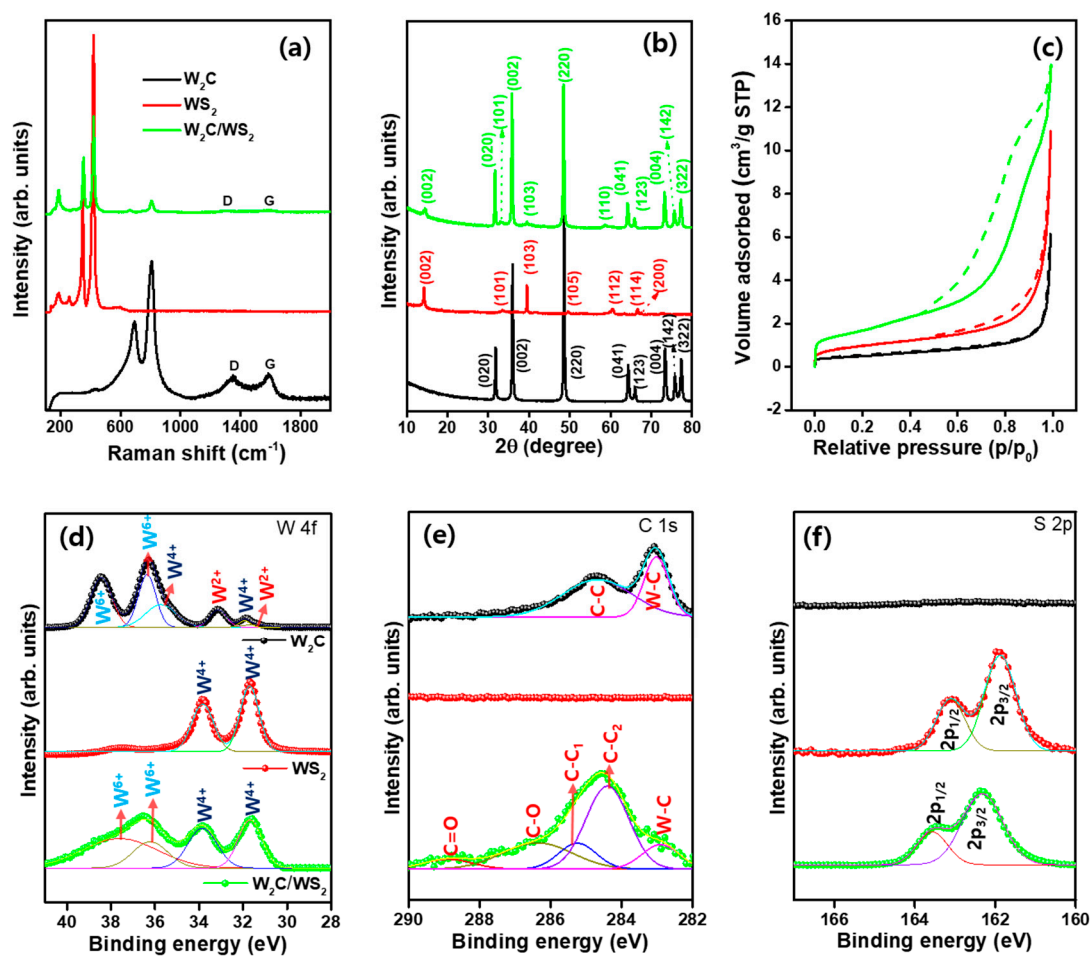 (a)
W₂C
WS₂
W₂C/WS₂
D
G
D
G
Intensity (arb. units)
200 600 1000 1400 1800
Raman shift (cm⁻¹)
(b)
(002)
(020)
(101)
(002)
(103)
(220)
(110)
(041)
(123)
(004)
(142)
(322)
(002)
(101)
(103)
(105)
(112)
(114)
(200)
(020)
(002)
(220)
(041)
(123)
(004)
(142)
(322)
Intensity (arb. units)
10 20 30 40 50 60 70 80
2θ (degree)
(c)
16
14
12
10
8
6
4
2
0
-2
Volume adsorbed (cm³/g STP)
0.0 0.2 0.4 0.6 0.8 1.0
Relative pressure (p/p₀)
(d)
W 4f
W⁶⁺
W⁶⁺
W⁴⁺
W²⁺
W⁴⁺
W²⁺
W₂C
W⁴⁺
W⁴⁺
WS₂
W⁶⁺
W⁶⁺
W⁴⁺
W⁴⁺
W₂C/WS₂
Intensity (arb. units)
40 38 36 34 32 30 28
Binding energy (eV)
(e)
C 1s
C-C
W-C
C=O
C-O
C-C₁
C-C₂
W-C
Intensity (arb. units)
290 288 286 284 282
Binding energy (eV)
(f)
S 2p
2p₁/₂
2p₃/₂
2p₁/₂
2p₃/₂
Intensity (arb. units)
166 164 162 160
Binding energy (eV)